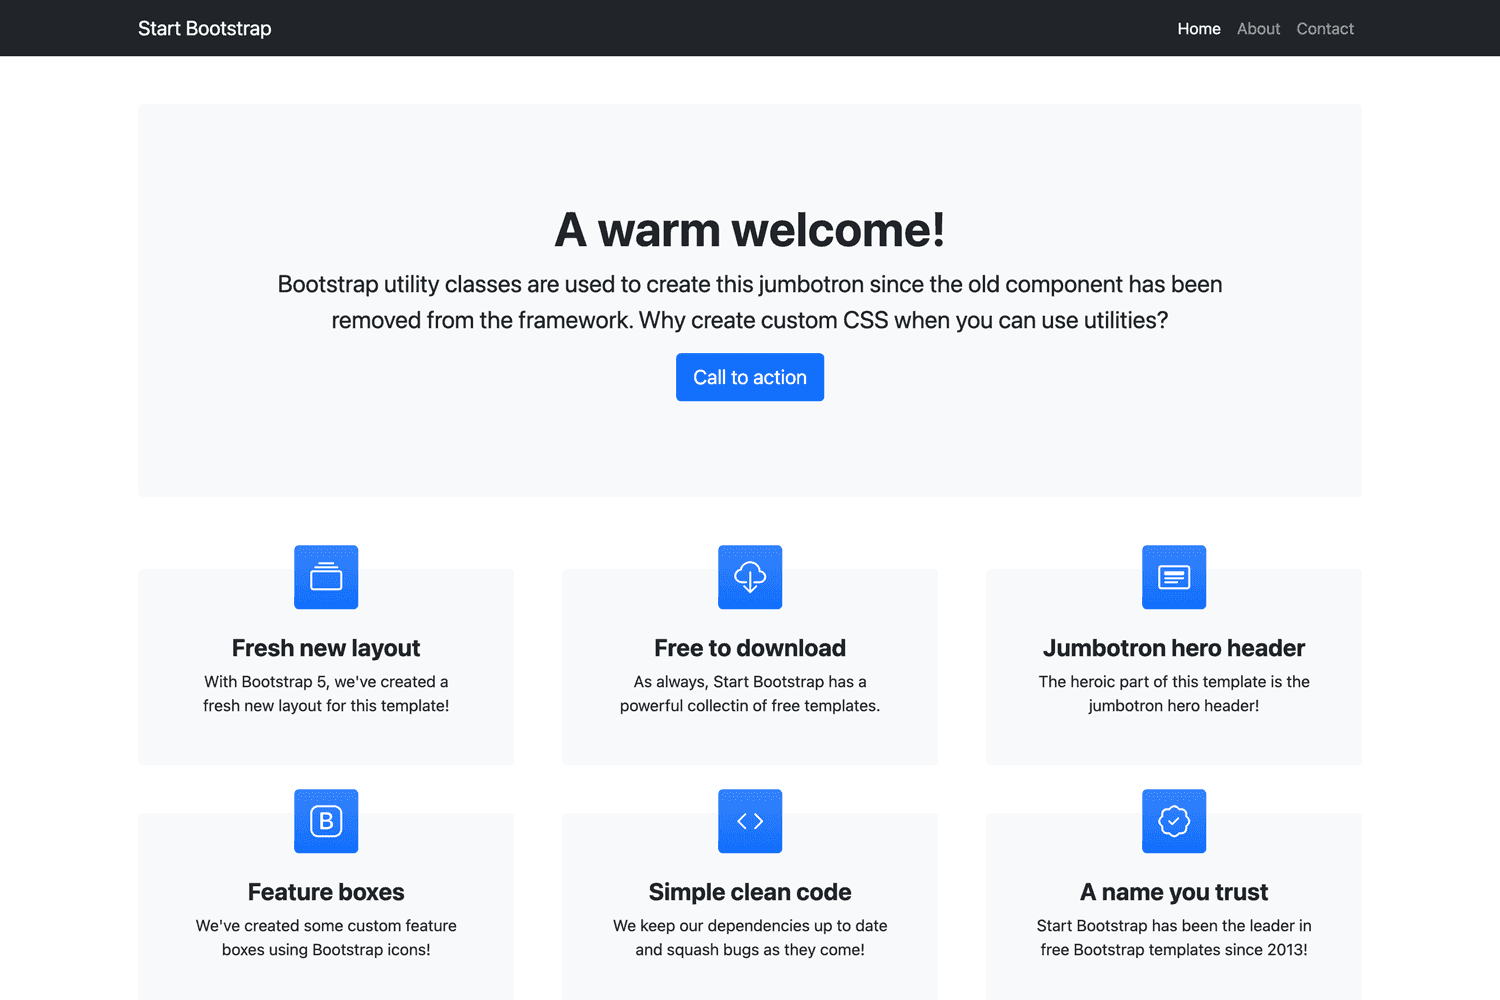 Start Bootstrap
Home About Contact
A warm welcome!
Bootstrap utility classes are used to create this jumbotron since the old component has been
removed from the framework. Why create custom CSS when you can use utilities?
Call to action
Fresh new layout
With Bootstrap 5, we've created a
fresh new layout for this template!
Free to download
As always, Start Bootstrap has a
powerful collectin of free templates.
Jumbotron hero header
The heroic part of this template is the
jumbotron hero header!
B
Feature boxes
We've created some custom feature
boxes using Bootstrap icons!
Simple clean code
We keep our dependencies up to date
and squash bugs as they come!
A name you trust
Start Bootstrap has been the leader in
free Bootstrap templates since 2013!